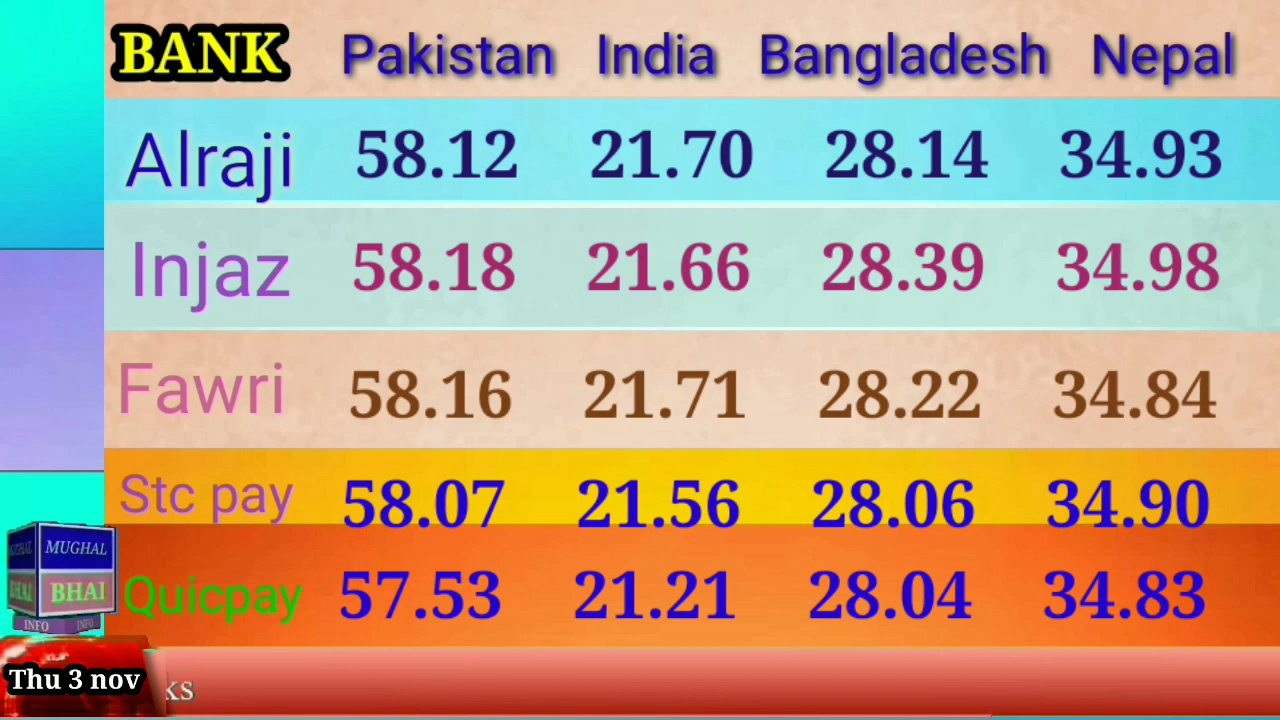 BANK Pakistan India Bangladesh Nepal
Alraji 58.12 21.70 28.14 34.93
Injaz 58.18 21.66 28.39 34.98
Fawri 58.16 21.71 28.22 34.84
Stc pay 58.07 21.56 28.06 34.90
Quicpay 57.53 21.21 28.04 34.83
MUGHAL
BHAI
INFO INFO
Thu 3 nov
ks